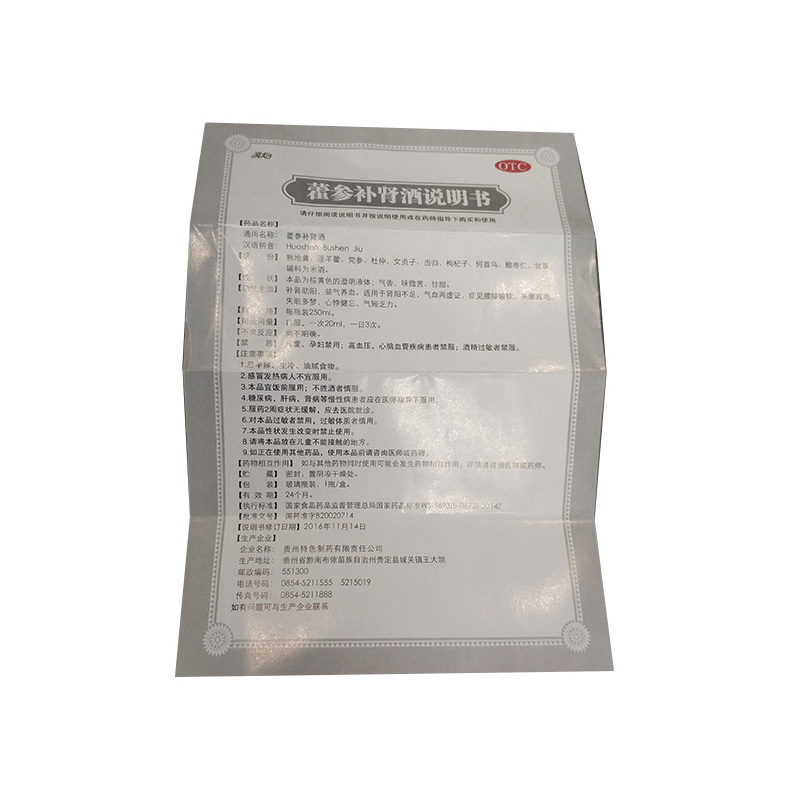 OTC
藿参补肾酒说明书
请仔细阅读说明书并按说明使用或在药师指导下购买和使用
【药品名称】
通用名称：藿参补肾酒
汉语拼音：Huoshen Bushen Jiu
【成 份】熟地黄、淫羊藿、党参、杜仲、女贞子、当归、枸杞子、何首乌、酸枣仁、甘草，
辅料为米酒。
【性 状】本品为棕黄色的澄明液体；气香，味微苦、甘甜。
【功能主治】补肾助阳，益气养血。适用于肾阳不足，气血两虚证，症见腰膝酸软，头晕耳鸣，
失眠多梦，心悸健忘，气短乏力。
【规 格】每瓶装250ml。
【用法用量】口服，一次20ml，一日3次。
【不良反应】尚不明确。
【禁 忌】儿童、孕妇禁用；高血压、心脑血管疾病患者禁服；酒精过敏者禁服。
【注意事项】
1.忌辛辣、生冷、油腻食物。
2.感冒发热病人不宜服用。
3.本品宜饭前服用；不胜酒者慎服。
4.糖尿病、肝病、肾病等慢性病患者应在医师指导下服用。
5.服药2周症状无缓解，应去医院就诊。
6.对本品过敏者禁用，过敏体质者慎用。
7.本品性状发生改变时禁止使用。
8.请将本品放在儿童不能接触的地方。
9.如正在使用其他药品，使用本品前请咨询医师或药师。
【药物相互作用】如与其他药物同时使用可能会发生药物相互作用，详情请咨询医师或药师。
【贮 藏】密封，置阴凉干燥处。
【包 装】玻璃瓶装，1瓶/盒。
【有 效 期】24个月。
【执行标准】国家食品药品监督管理总局国家药品标准
【批准文号】国药准字B20020714
【说明书修订日期】2016年11月14日
【生产企业】
企业名称：贵州特色制药有限责任公司
生产地址：贵州省黔南布依苗族自治州贵定县城关镇王大坝
邮政编码：551300
电话号码：0854-5211555 5215019
传真号码：0854-5211888
如有问题可与生产企业联系